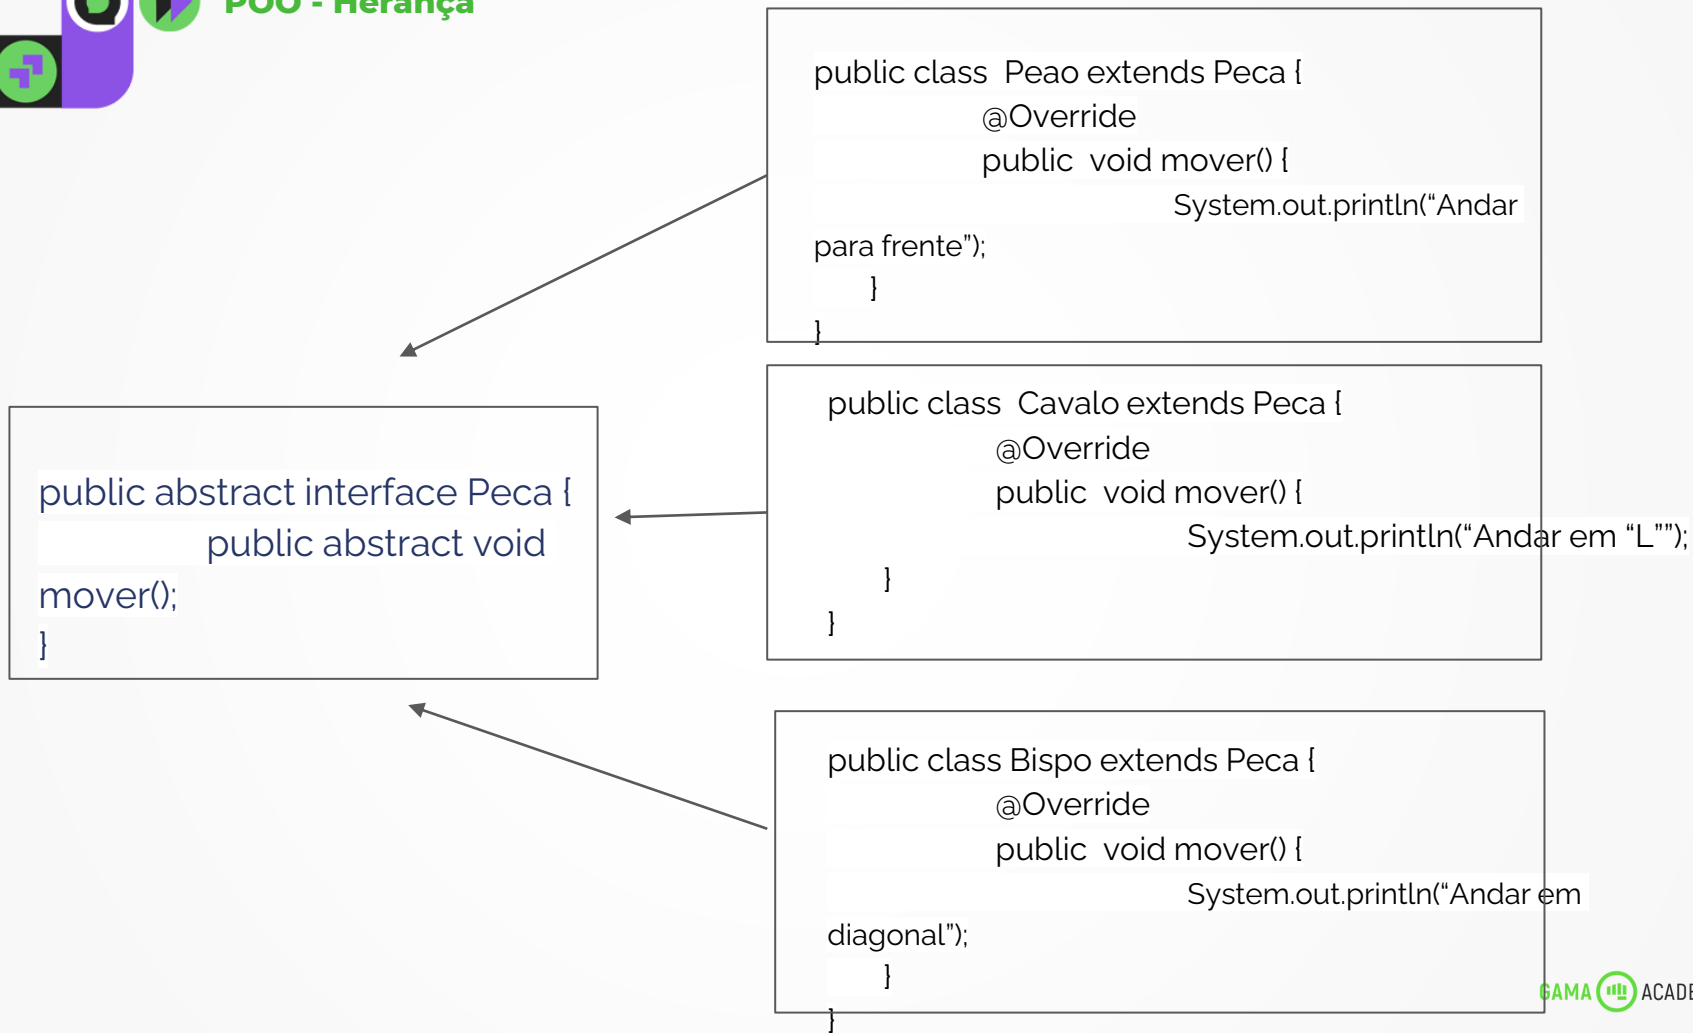 POO - Herança
public class  Peao extends Peca {
@Override
public  void mover() {
System.out.println(“Andar
para frente”);
}
}
public abstract interface Peca {
public abstract void
mover();
}
public class  Cavalo extends Peca {
@Override
public  void mover() {
System.out.println(“Andar em “L””);
}
}
public class Bispo extends Peca {
@Override
public  void mover() {
System.out.println(“Andar em
diagonal”);
}
}
GAMA ACADE